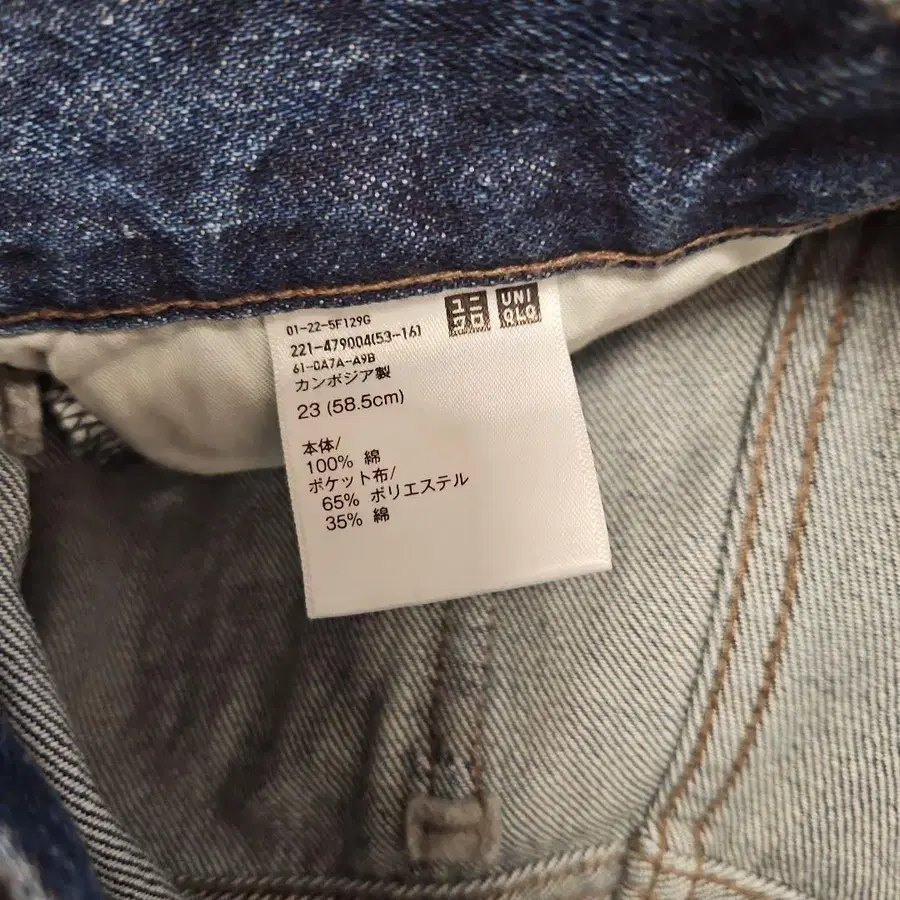 ユニクロ UNIQLO
01-22-5F129G
221-479004(53-16)
61-0A7A-A9B
カンボジア製
23 (58.5cm)
本体/
100% 綿
ポケット布/
65% ポリエステル
35% 綿